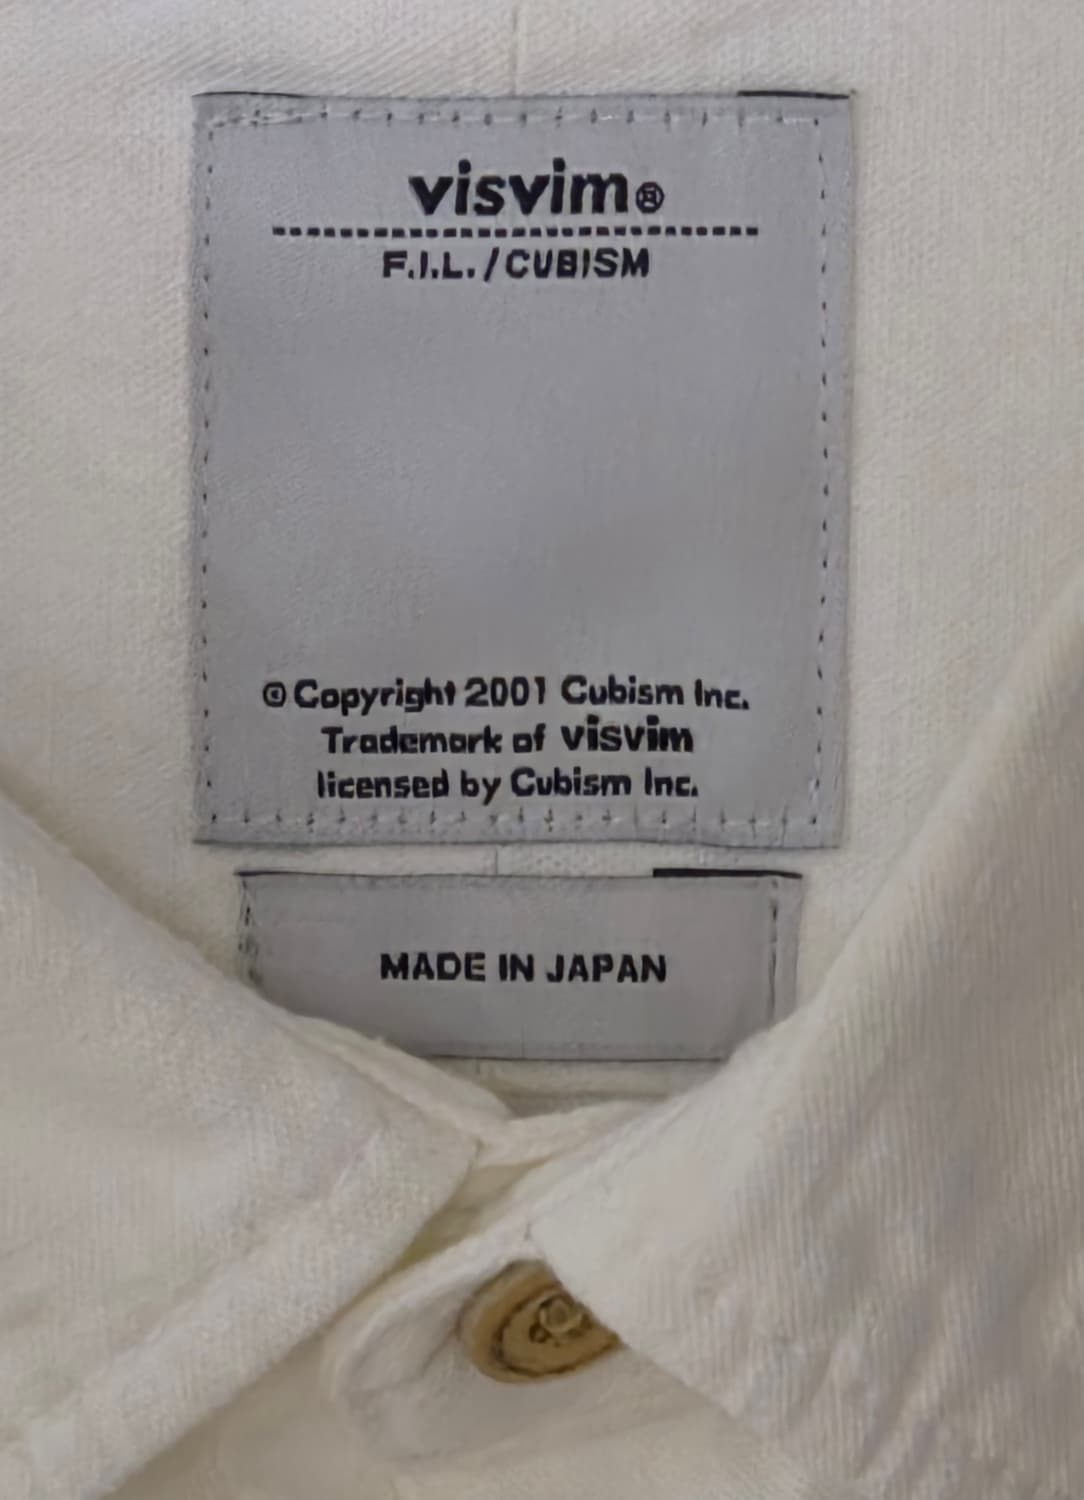 visvim®
F.I.L./CUBISM
© Copyright 2001 Cubism Inc.
Trademark of visvim
licensed by Cubism Inc.
MADE IN JAPAN